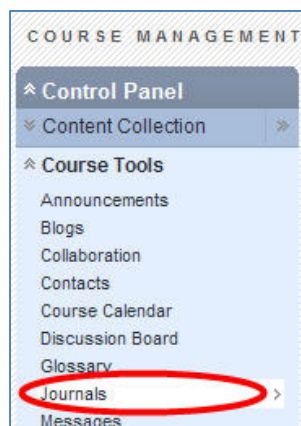 COURSE MANAGEMENT
Control Panel
Content Collection
Course Tools
Announcements
Blogs
Collaboration
Contacts
Course Calendar
Discussion Board
Glossary
Journals
Messages